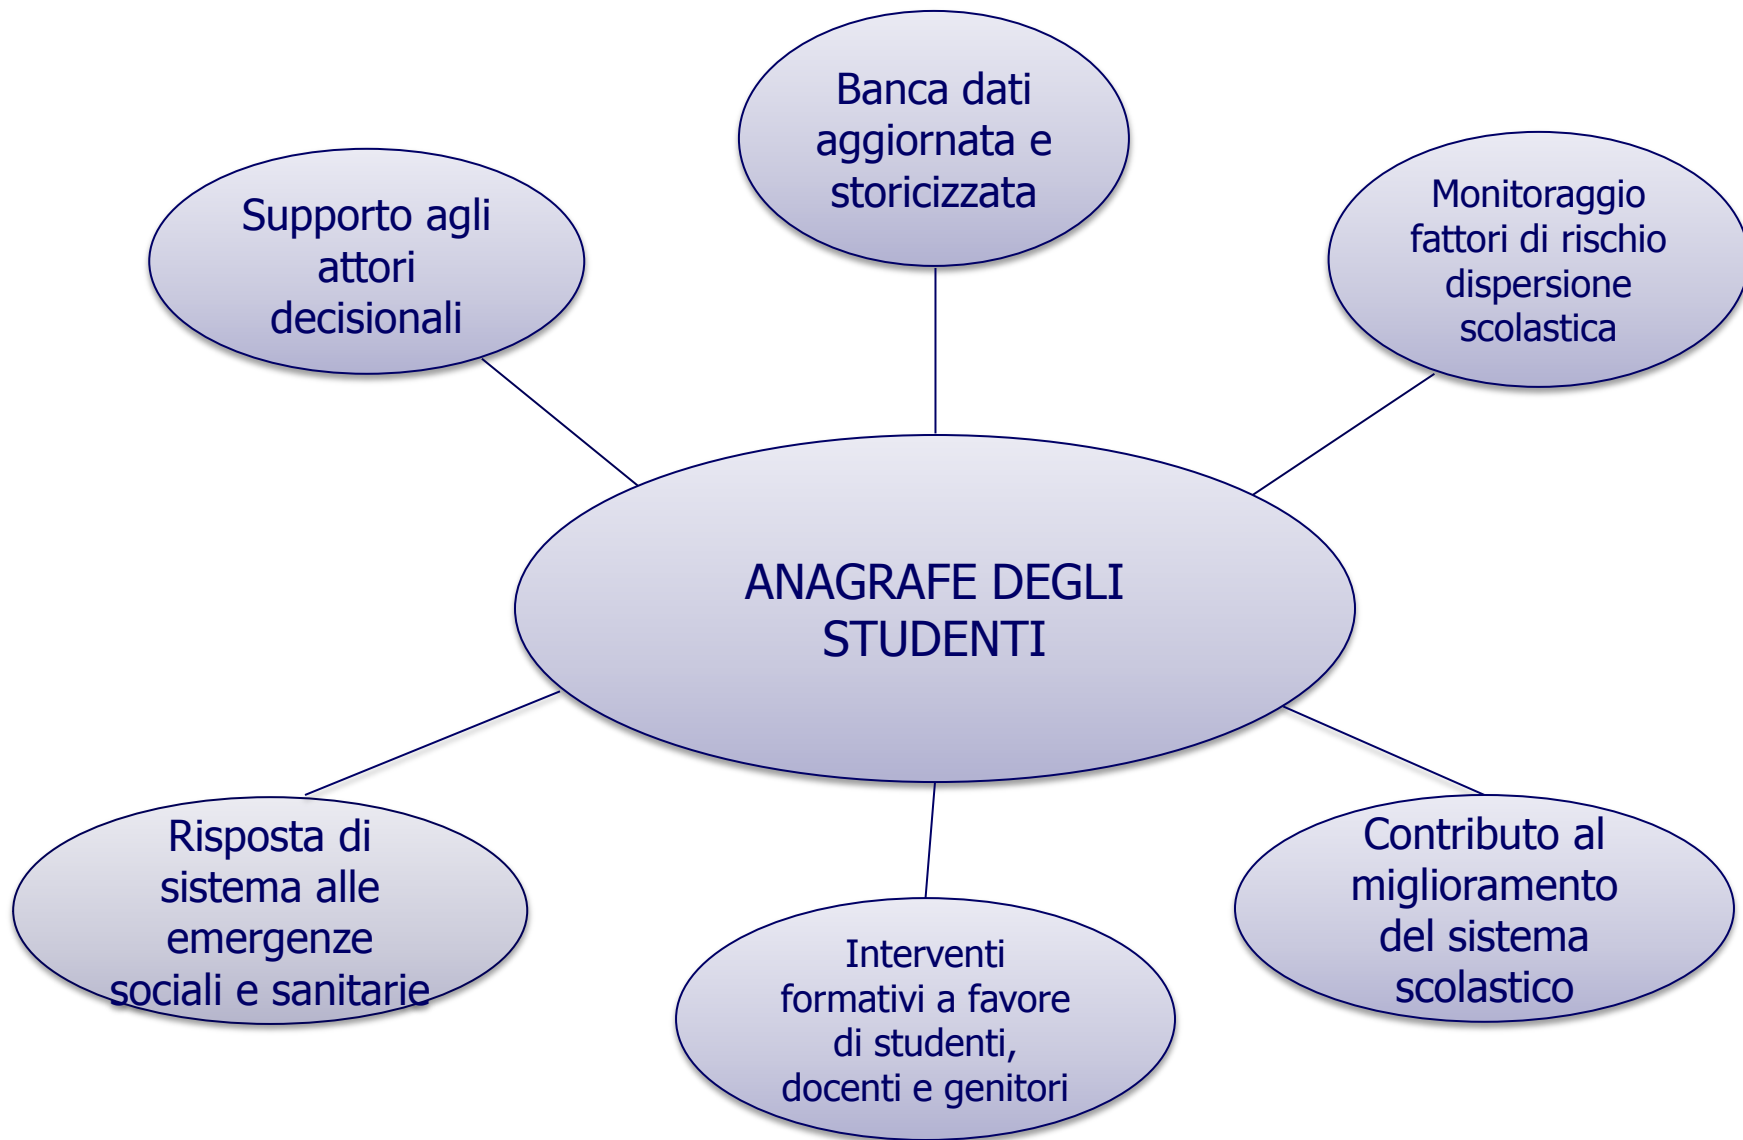 Banca dati
aggiornata e
storicizzata
Supporto agli
attori
decisionali
Monitoraggio
fattori di rischio
dispersione
scolastica
ANAGRAFE DEGLI
STUDENTI
Risposta di
sistema alle
emergenze
sociali e sanitarie
Interventi
formativi a favore
di studenti,
docenti e genitori
Contributo al
miglioramento
del sistema
scolastico